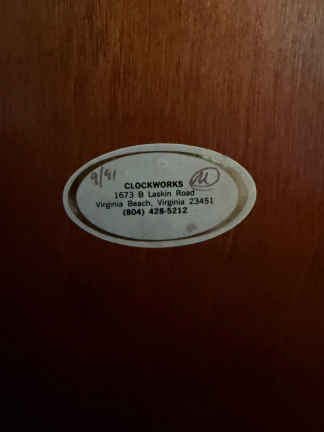 9/91
CLOCKWORKS
1673 B Laskin Road
Virginia Beach, Virginia 23451
(804) 428-5212